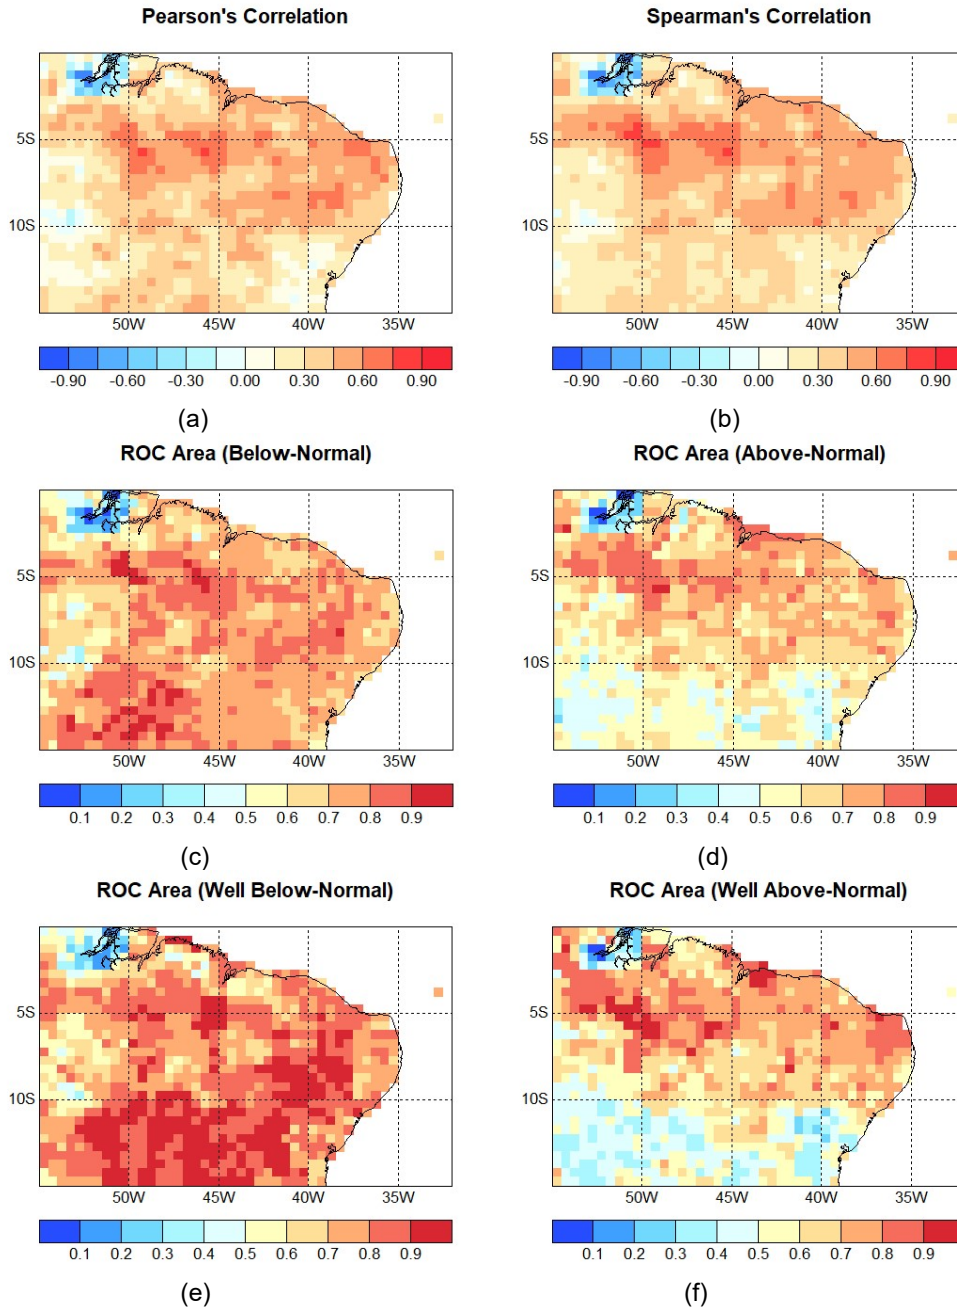 Pearson's Correlation
Spearman's Correlation
5S
10S
50W 45W 40W 35W
-0.90 -0.60 -0.30 0.00 0.30 0.60 0.90
(a)
5S
10S
50W 45W 40W 35W
-0.90 -0.60 -0.30 0.00 0.30 0.60 0.90
(b)
ROC Area (Below-Normal)
ROC Area (Above-Normal)
5S
10S
50W 45W 40W 35W
0.1 0.2 0.3 0.4 0.5 0.6 0.7 0.8 0.9
(c)
5S
10S
50W 45W 40W 35W
0.1 0.2 0.3 0.4 0.5 0.6 0.7 0.8 0.9
(d)
ROC Area (Well Below-Normal)
ROC Area (Well Above-Normal)
5S
10S
50W 45W 40W 35W
0.1 0.2 0.3 0.4 0.5 0.6 0.7 0.8 0.9
(e)
5S
10S
50W 45W 40W 35W
0.1 0.2 0.3 0.4 0.5 0.6 0.7 0.8 0.9
(f)